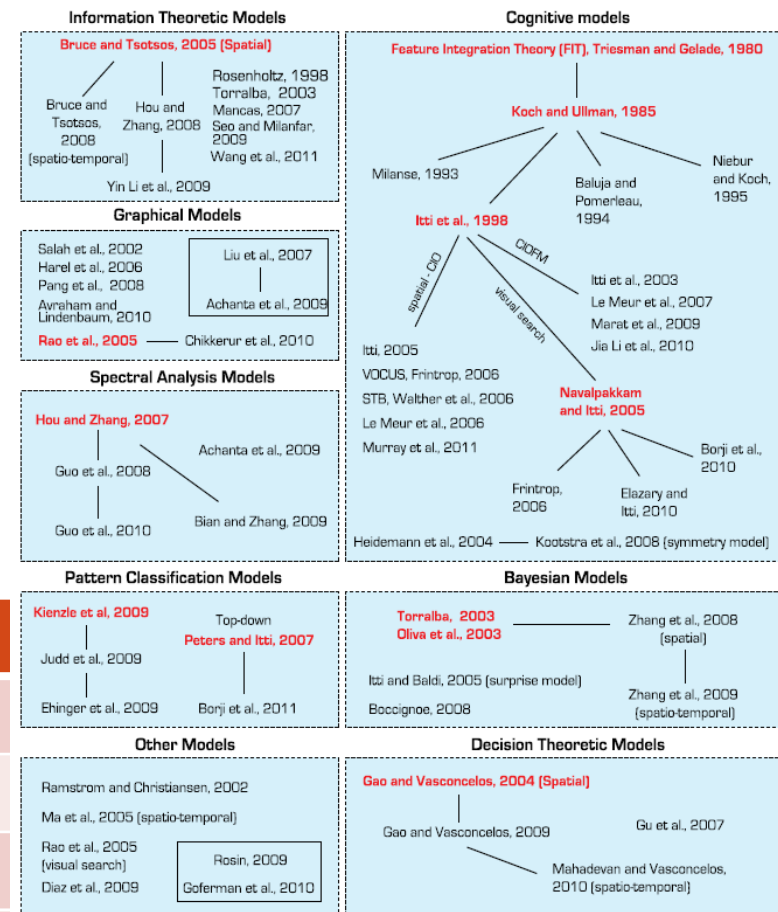 Information Theoretic Models
Bruce and Tsotsos, 2005 (Spatial)
Bruce and
Tsotsos,
2008
(spatio-temporal)
Hou and
Zhang, 2008
Rosenholtz, 1998
Torralba, 2003
Mancas, 2007
Seo and Milanfar,
2009
Wang et al., 2011
Yin Li et al., 2009
Graphical Models
Salah et al., 2002
Harel et al., 2006
Pang et al., 2008
Avraham and
Lindenbaum, 2010
Liu et al., 2007
Achanta et al., 2009
Rao et al., 2005
Chikkerur et al., 2010
Spectral Analysis Models
Hou and Zhang, 2007
Guo et al., 2008
Guo et al., 2010
Achanta et al., 2009
Bian and Zhang, 2009
Cognitive models
Feature Integration Theory (FIT), Triesman and Gelade, 1980
Koch and Ullman, 1985
Milanse, 1993
Itti et al., 1998
Baluja and
Pomerleau,
1994
Niebur
and Koch,
1995
spatial - CIO
visual search
CIOFM
Itti et al., 2003
Le Meur et al., 2007
Marat et al., 2009
Jia Li et al., 2010
Itti, 2005
VOCUS, Frintrop, 2006
STB, Walther et al., 2006
Le Meur et al., 2006
Murray et al., 2011
Navalpakkam
and Itti, 2005
Frintrop,
2006
Elazary and
Itti, 2010
Borji et al.,
2010
Heidemann et al., 2004
Kootstra et al., 2008 (symmetry model)
Pattern Classification Models
Kienzle et al, 2009
Judd et al., 2009
Ehinger et al., 2009
Top-down
Peters and Itti, 2007
Borji et al., 2011
Bayesian Models
Torralba, 2003
Oliva et al., 2003
Zhang et al., 2008
(spatial)
Itti and Baldi, 2005 (surprise model)
Boccignoe, 2008
Zhang et al., 2009
(spatio-temporal)
Other Models
Ramstrom and Christiansen, 2002
Ma et al., 2005 (spatio-temporal)
Rao et al., 2005
(visual search)
Diaz et al., 2009
Rosin, 2009
Goferman et al., 2010
Decision Theoretic Models
Gao and Vasconcelos, 2004 (Spatial)
Gao and Vasconcelos, 2009
Gu et al., 2007
Mahadevan and Vasconcelos,
2010 (spatio-temporal)